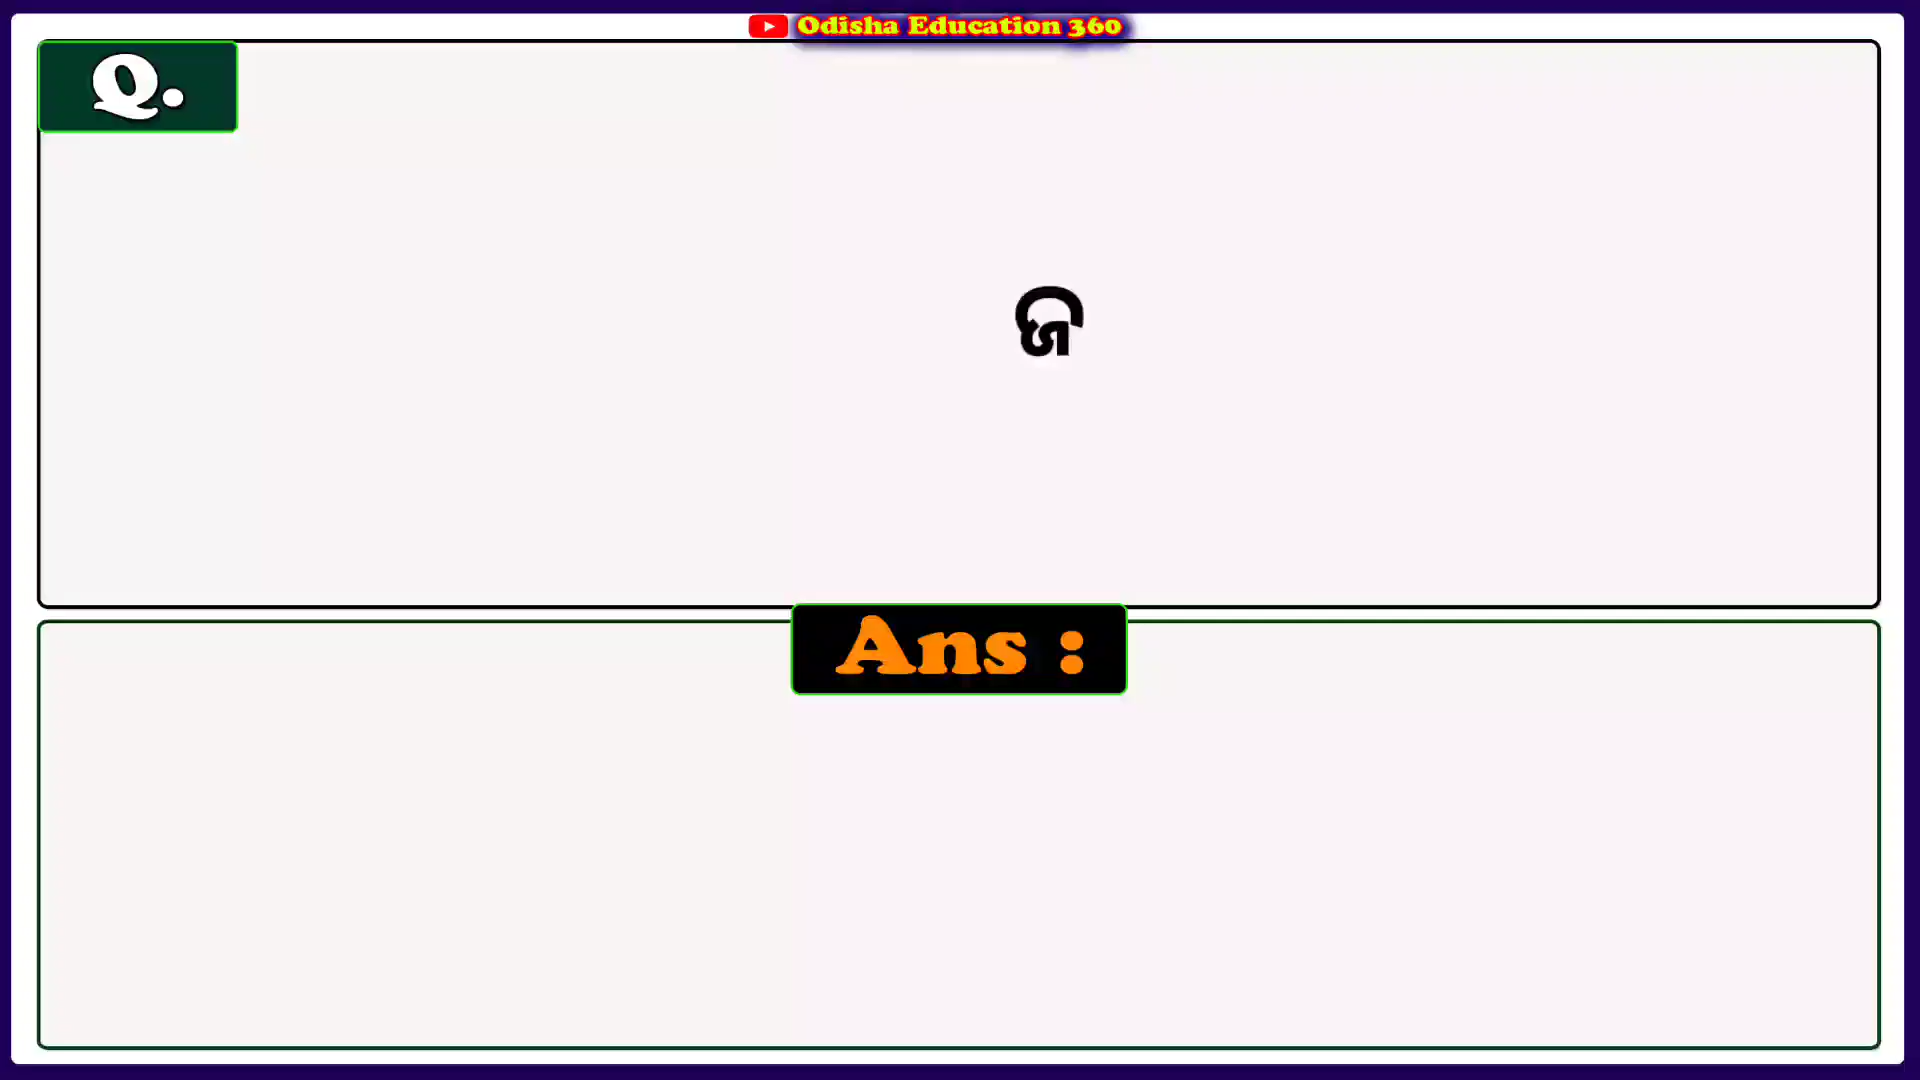 Odisha Education 360
Q.
ଜ
Ans :